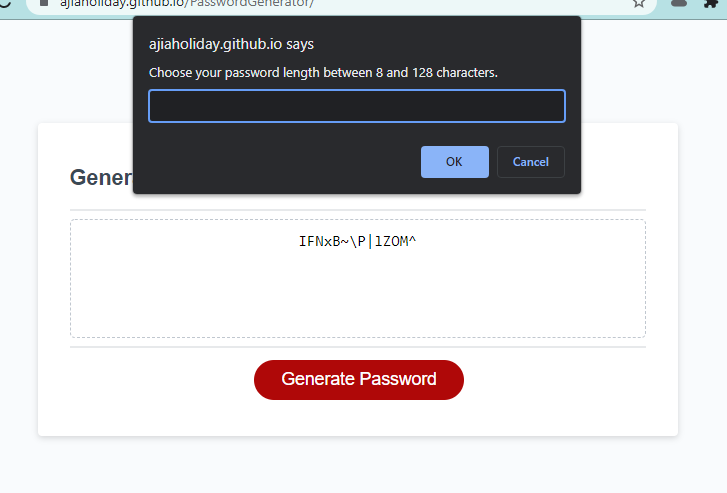 ajiaholiday.github.io/PasswordGenerator/
ajiaholiday.github.io says
Choose your password length between 8 and 128 characters.
OK
Cancel
Gener
IFNxB~\P|lZOM^
Generate Password